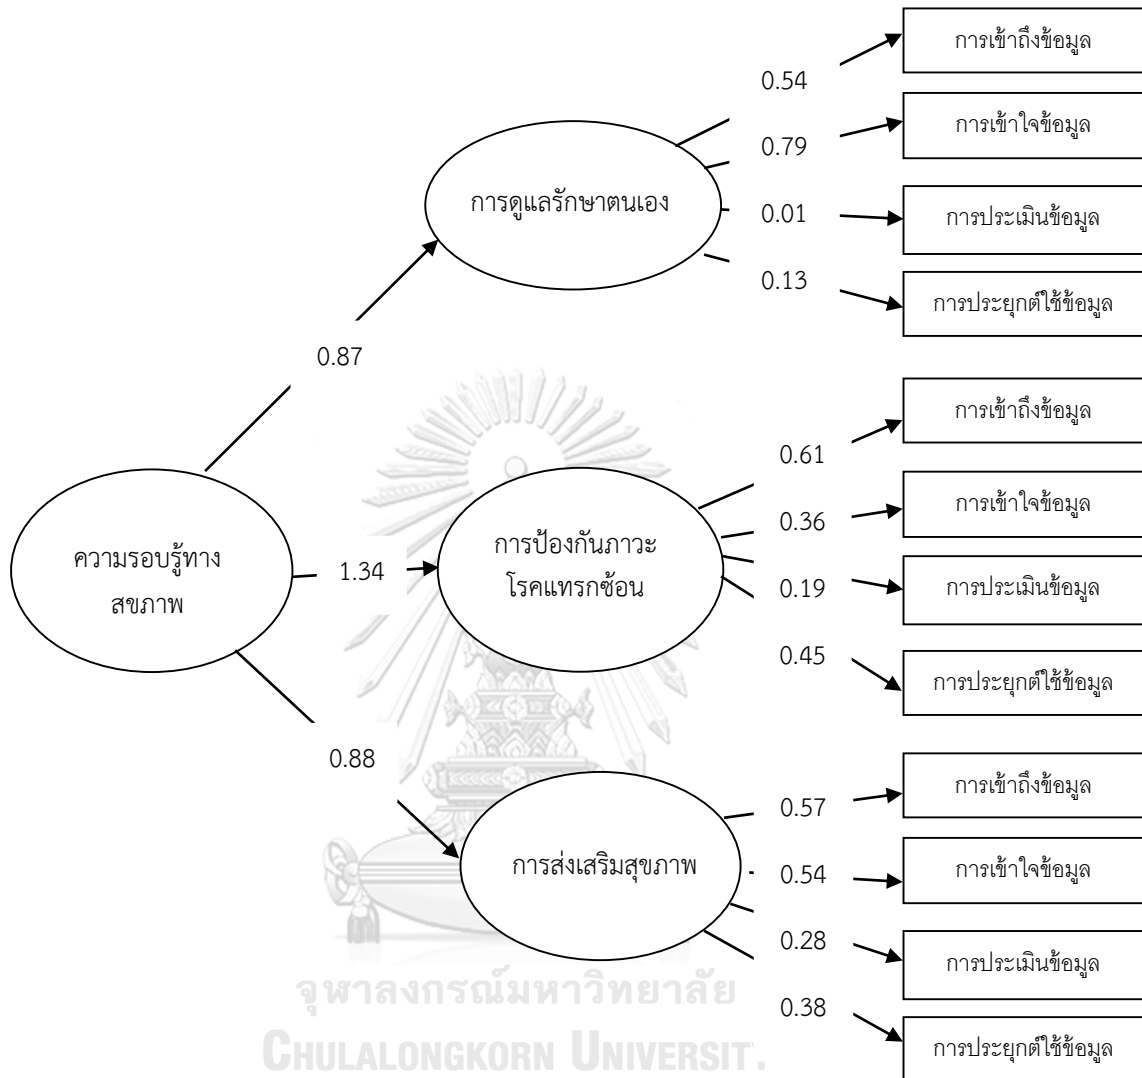 การเข้าถึงข้อมูล
0.54
การเข้าใจข้อมูล
0.79
การดูแลรักษาตนเอง
0.01
การประเมินข้อมูล
0.13
การประยุกต์ใช้ข้อมูล
0.87
การเข้าถึงข้อมูล
0.61
การเข้าใจข้อมูล
0.36
การป้องกันภาวะ
โรคแทรกซ้อน
ความรอบรู้ทาง
สขภาพ
1.34
0.19
การประเมินข้อมูล
0.45
การประยุกต์ใช้ข้อมูล
0.88
การเข้าถึงข้อมูล
0.57
การส่งเสริมสุขภาพ
0.54
การเข้าใจข้อมูล
0.28
การประเมินข้อมูล
0.38
การประยุกต์ใช้ข้อมูล
จุฬาลงกรณ์มหาวิทยาลัย
CHULALONGKORN UNIVERSIT